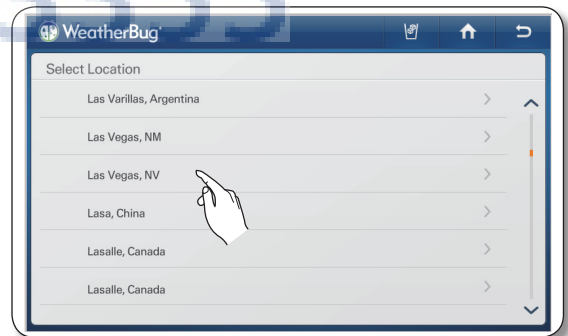 WeatherBug
Select Location
Las Varillas, Argentina
Las Vegas, NM
Las Vegas, NV
Lasa, China
Lasalle, Canada
Lasalle, Canada